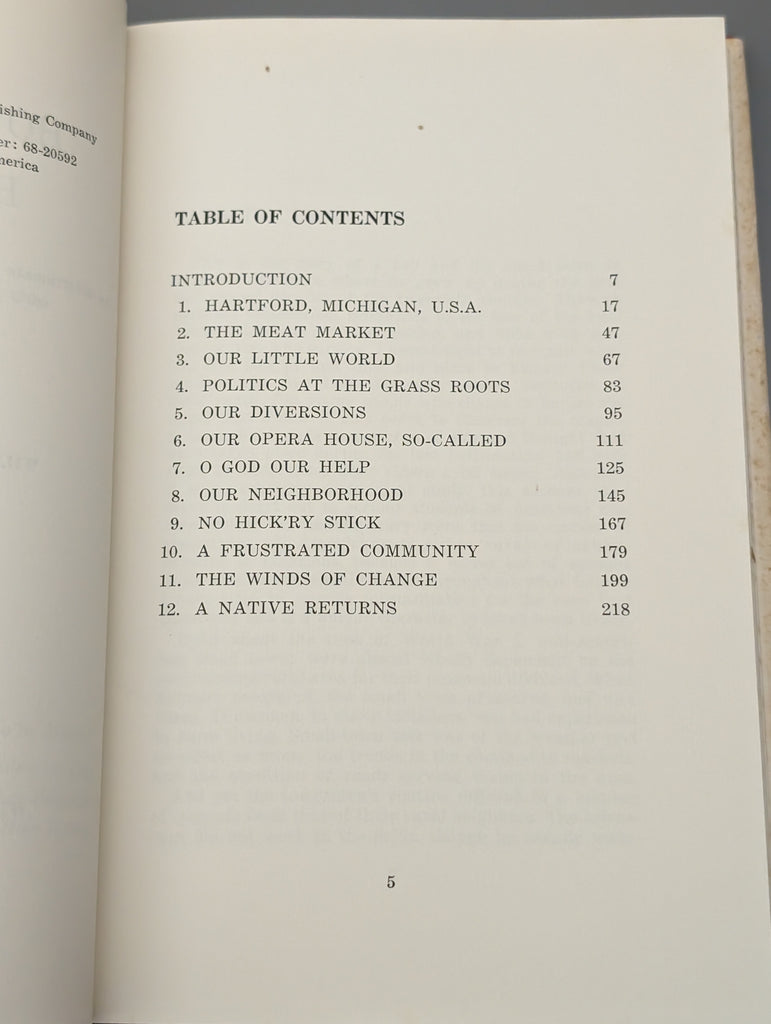 ishing Company
er: 68-20592
merica
TABLE OF CONTENTS
INTRODUCTION 7
1. HARTFORD, MICHIGAN, U.S.A. 17
2. THE MEAT MARKET 47
3. OUR LITTLE WORLD 67
4. POLITICS AT THE GRASS ROOTS 83
5. OUR DIVERSIONS 95
6. OUR OPERA HOUSE, SO-CALLED 111
7. O GOD OUR HELP 125
8. OUR NEIGHBORHOOD 145
9. NO HICK'RY STICK 167
10. A FRUSTRATED COMMUNITY 179
11. THE WINDS OF CHANGE 199
12. A NATIVE RETURNS 218
5